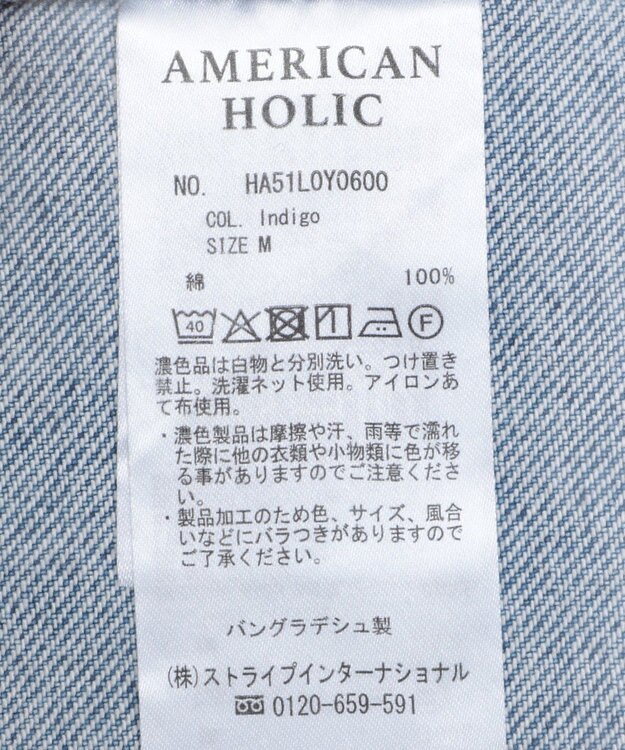 AMERICAN
HOLIC
NO. HA51L0Y0600
COL. Indigo
SIZE M
綿 100%
40 F
濃色品は白物と分別洗い。つけ置き
禁止。洗濯ネット使用。アイロンあ
て布使用。
・濃色製品は摩擦や汗、雨等で濡れ
た際に他の衣類や小物類に色が移
る事がありますのでご注意くださ
い。
・製品加工のため色、サイズ、風合
いなどにバラつきがありますので
ご了承ください。
バングラデシュ製
(株)ストライプインターナショナル
0120-659-591